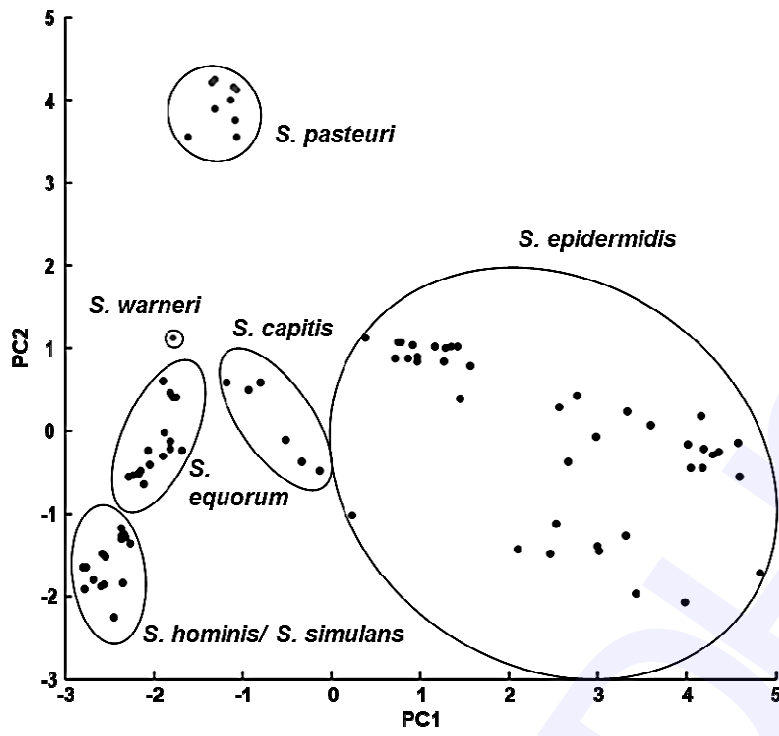 5
4
S. pasteuri
3
S. epidermidis
2
S. warneri
S. capitis
1
PC2
0
S.
equorum
-1
-2
S. hominis/ S. simulans
-3
-3 -2 -1 0 1 2 3 4 5
PC1